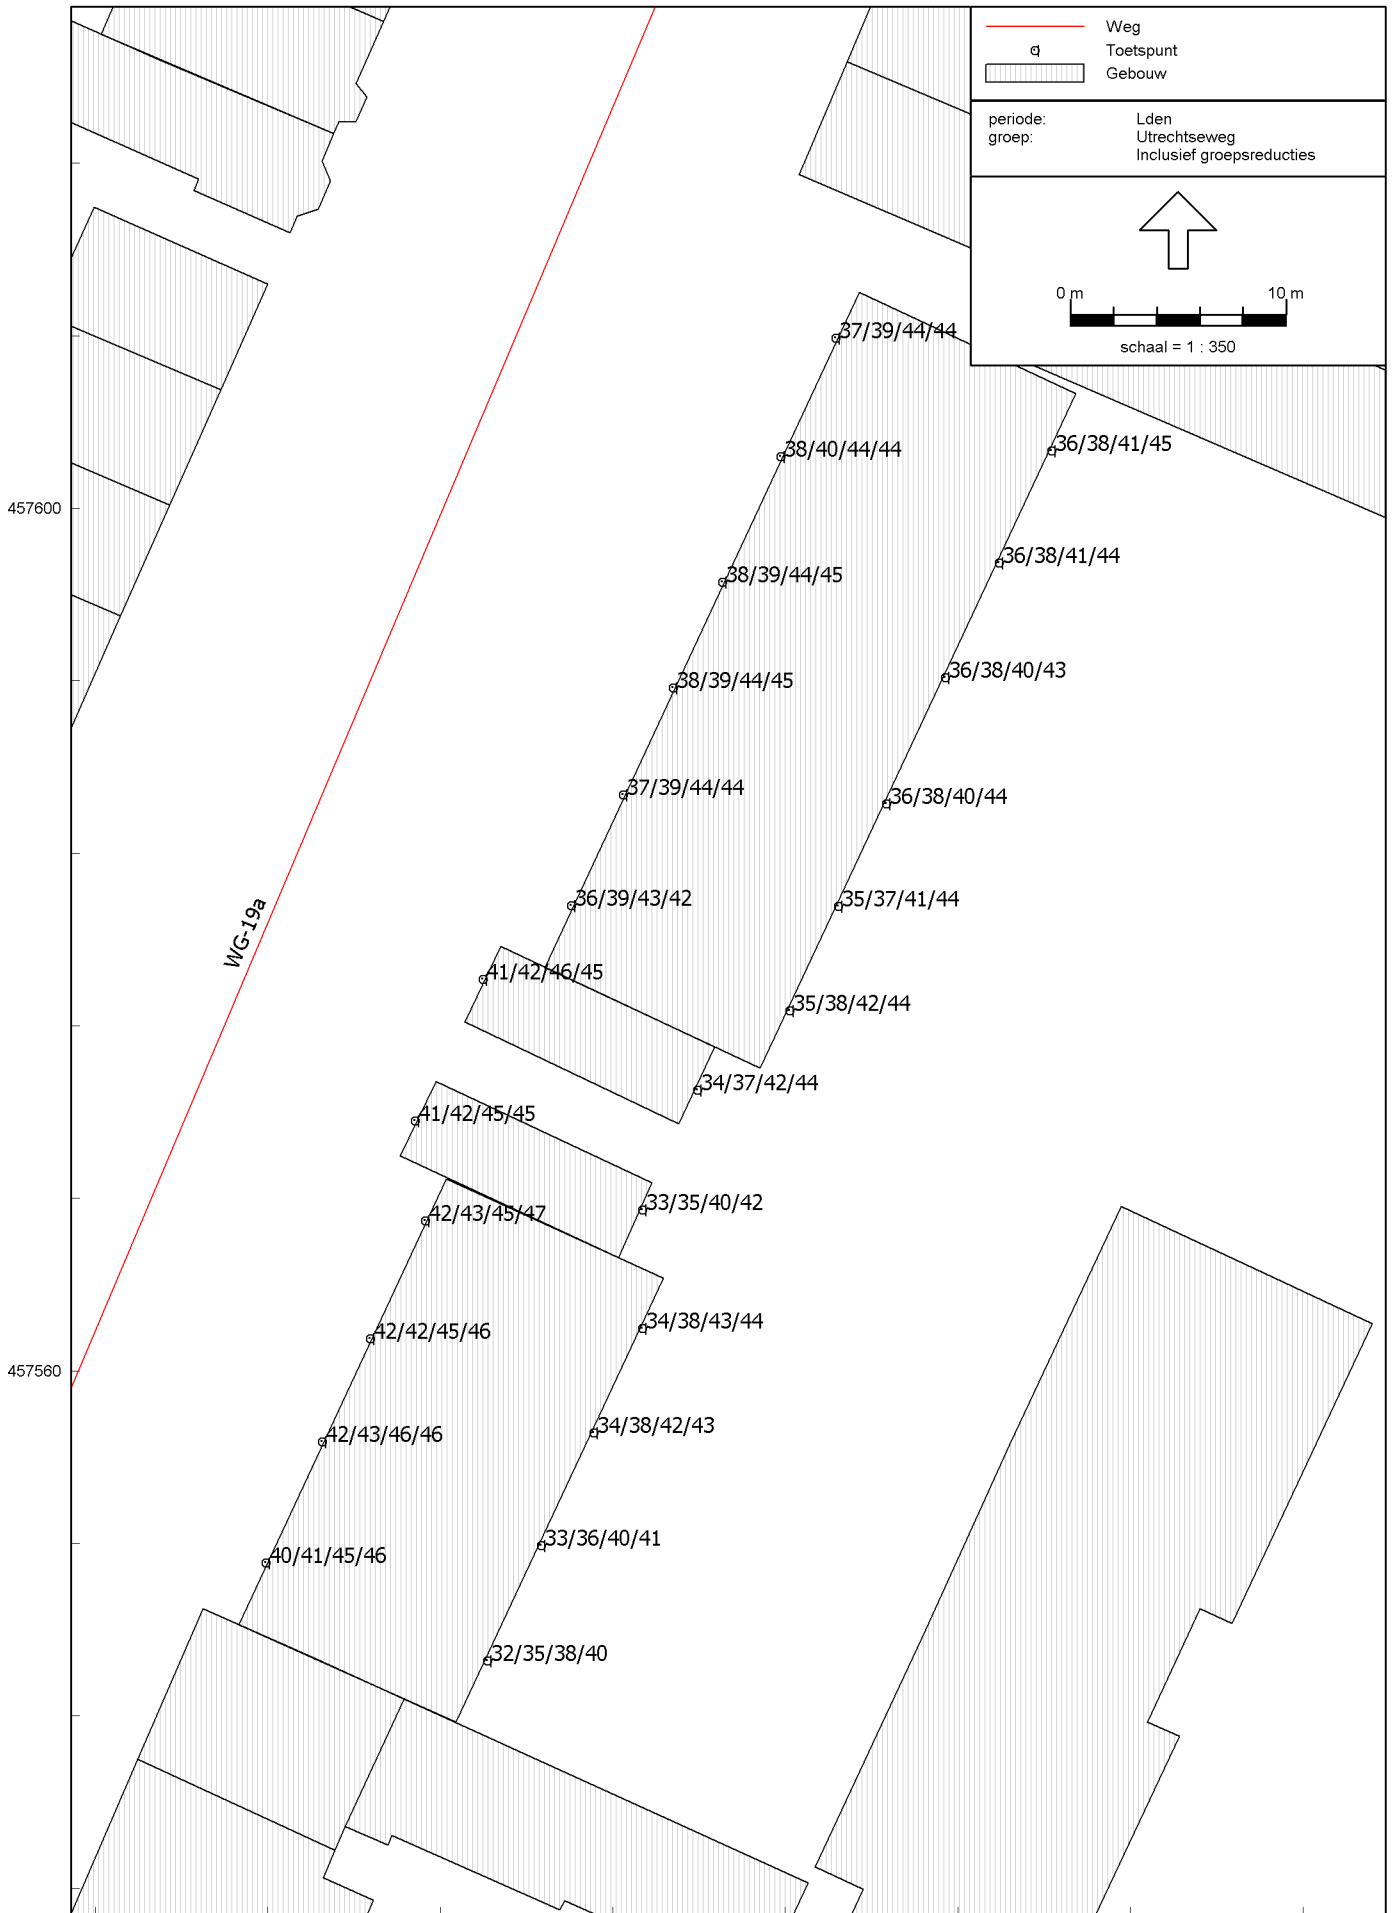 Weg
Toetspunt
Gebouw
periode: Lden
groep: Utrechtseweg
Inclusief groepsreducties
0 m 10 m
schaal = 1 : 350
37/39/44/44
38/40/44/44
36/38/41/45
457600
36/38/41/44
38/39/44/45
36/38/40/43
38/39/44/45
37/39/44/44
36/38/40/44
36/39/43/42
35/37/41/44
WG-19a
41/42/46/45
35/38/42/44
34/37/42/44
41/42/45/45
33/35/40/42
42/43/45/47
34/38/43/44
42/42/45/46
457560
34/38/42/43
42/43/46/46
33/36/40/41
40/41/45/46
32/35/38/40